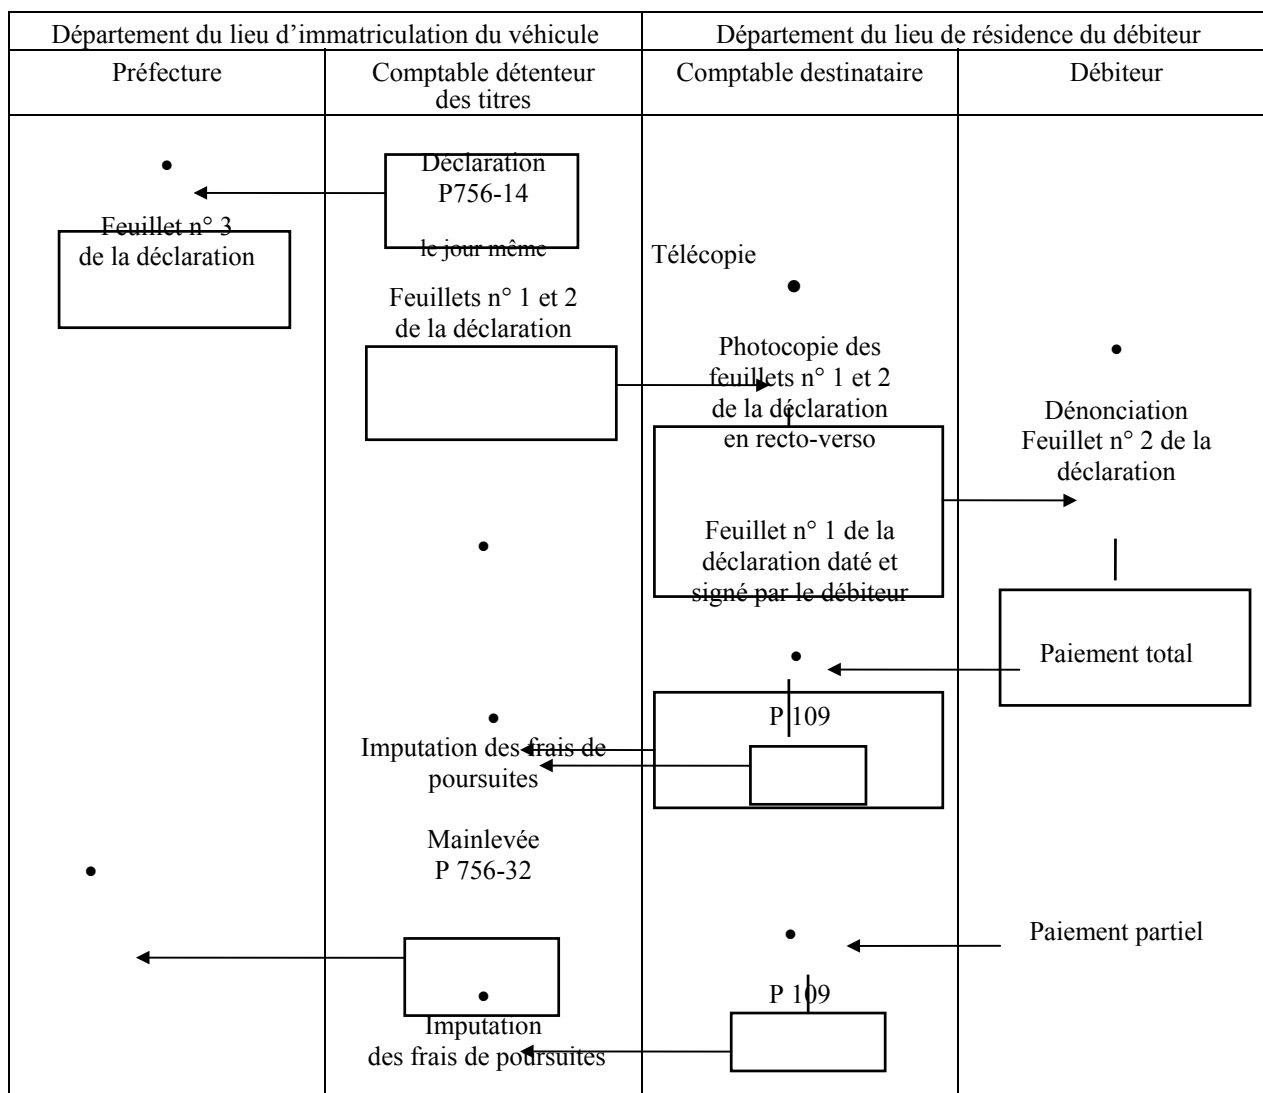 Département du lieu d’immatriculation du véhicule
Département du lieu de résidence du débiteur
Préfecture
Comptable détenteur
des titres
Comptable destinataire
Débiteur
Déclaration
P756-14
le jour même
Feuillet n° 3
de la déclaration
Télécopie
Feuillets n° 1 et 2
de la déclaration
Photocopie des
feuillets n° 1 et 2
de la déclaration
en recto-verso
Dénonciation
Feuillet n° 2 de la
déclaration
Feuillet n° 1 de la
déclaration daté et
signé par le débiteur
Paiement total
P 109
Imputation des frais de
poursuites
Mainlevée
P 756-32
Paiement partiel
P 109
Imputation
des frais de poursuites